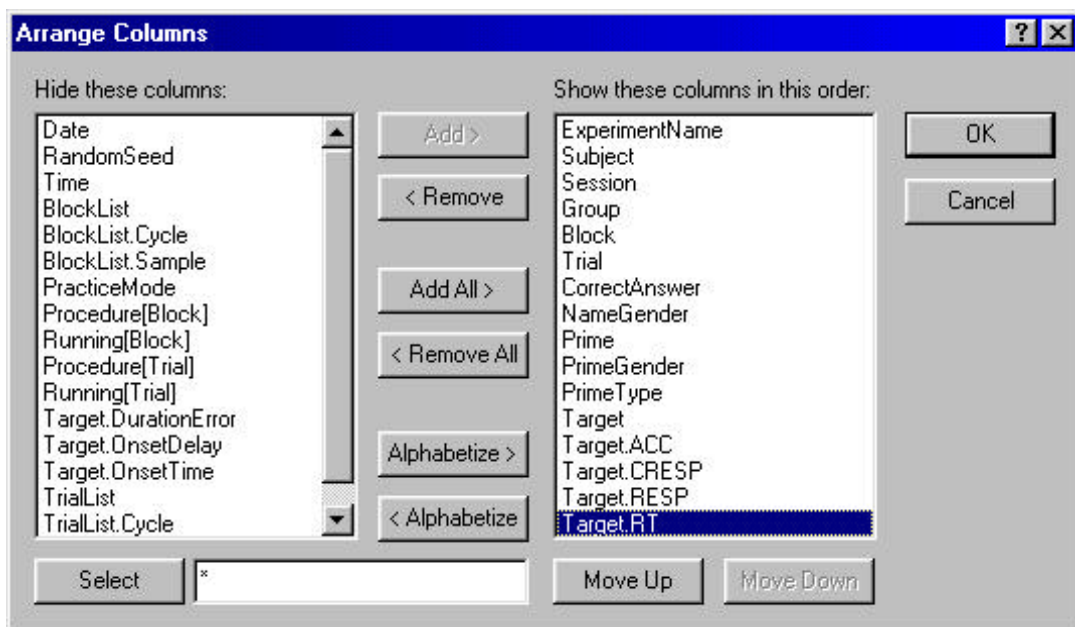 Arrange Columns
Hide these columns:
Date
RandomSeed
Time
BlockList
BlockList.Cycle
BlockList.Sample
PracticeMode
Procedure[Block]
Running[Block]
Procedure[Trial]
Running[Trial]
Target.DurationError
Target.OnsetDelay
Target.OnsetTime
TrialList
TrialList.Cycle
Add >
< Remove
Add All >
< Remove All
Alphabetize >
< Alphabetize
Show these columns in this order:
ExperimentName
Subject
Session
Group
Block
Trial
CorrectAnswer
NameGender
Prime
PrimeGender
PrimeType
Target
Target.ACC
Target.CRESP
Target.RESP
Target.RT
OK
Cancel
Select
*
Move Up
Move Down